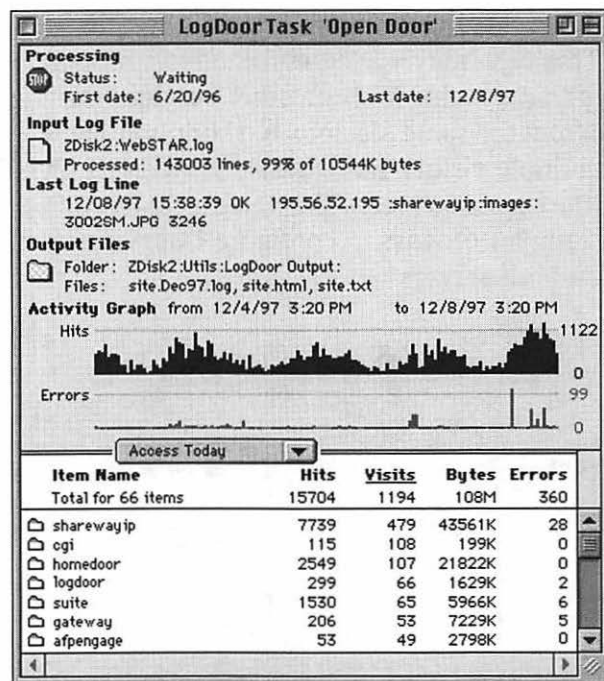 LogDoor Task 'Open Door'
Processing
STOP
Status: Waiting
First date: 6/20/96 Last date: 12/8/97
Input Log File
ZDisk2:WebSTAR.log
Processed: 143003 lines, 99% of 10544K bytes
Last Log Line
12/08/97 15:38:39 OK 195.56.52.195 :sharewayip:images:
3002SM.JPG 3246
Output Files
Folder: ZDisk2:Utils:LogDoor Output:
Files: site.Dec97.log, site.html, site.txt
Activity Graph from 12/4/97 3:20 PM to 12/8/97 3:20 PM
Hits 1122
0
Errors 99
0
Access Today
Item Name Hits Visits Bytes Errors
Total for 66 items 15704 1194 108M 360
sharewayip 7739 479 43561K 28
cgi 115 108 199K 0
homedoor 2549 107 21822K 0
logdoor 299 66 1629K 2
suite 1530 65 5966K 6
gateway 206 53 7229K 5
afpengage 53 49 2798K 0